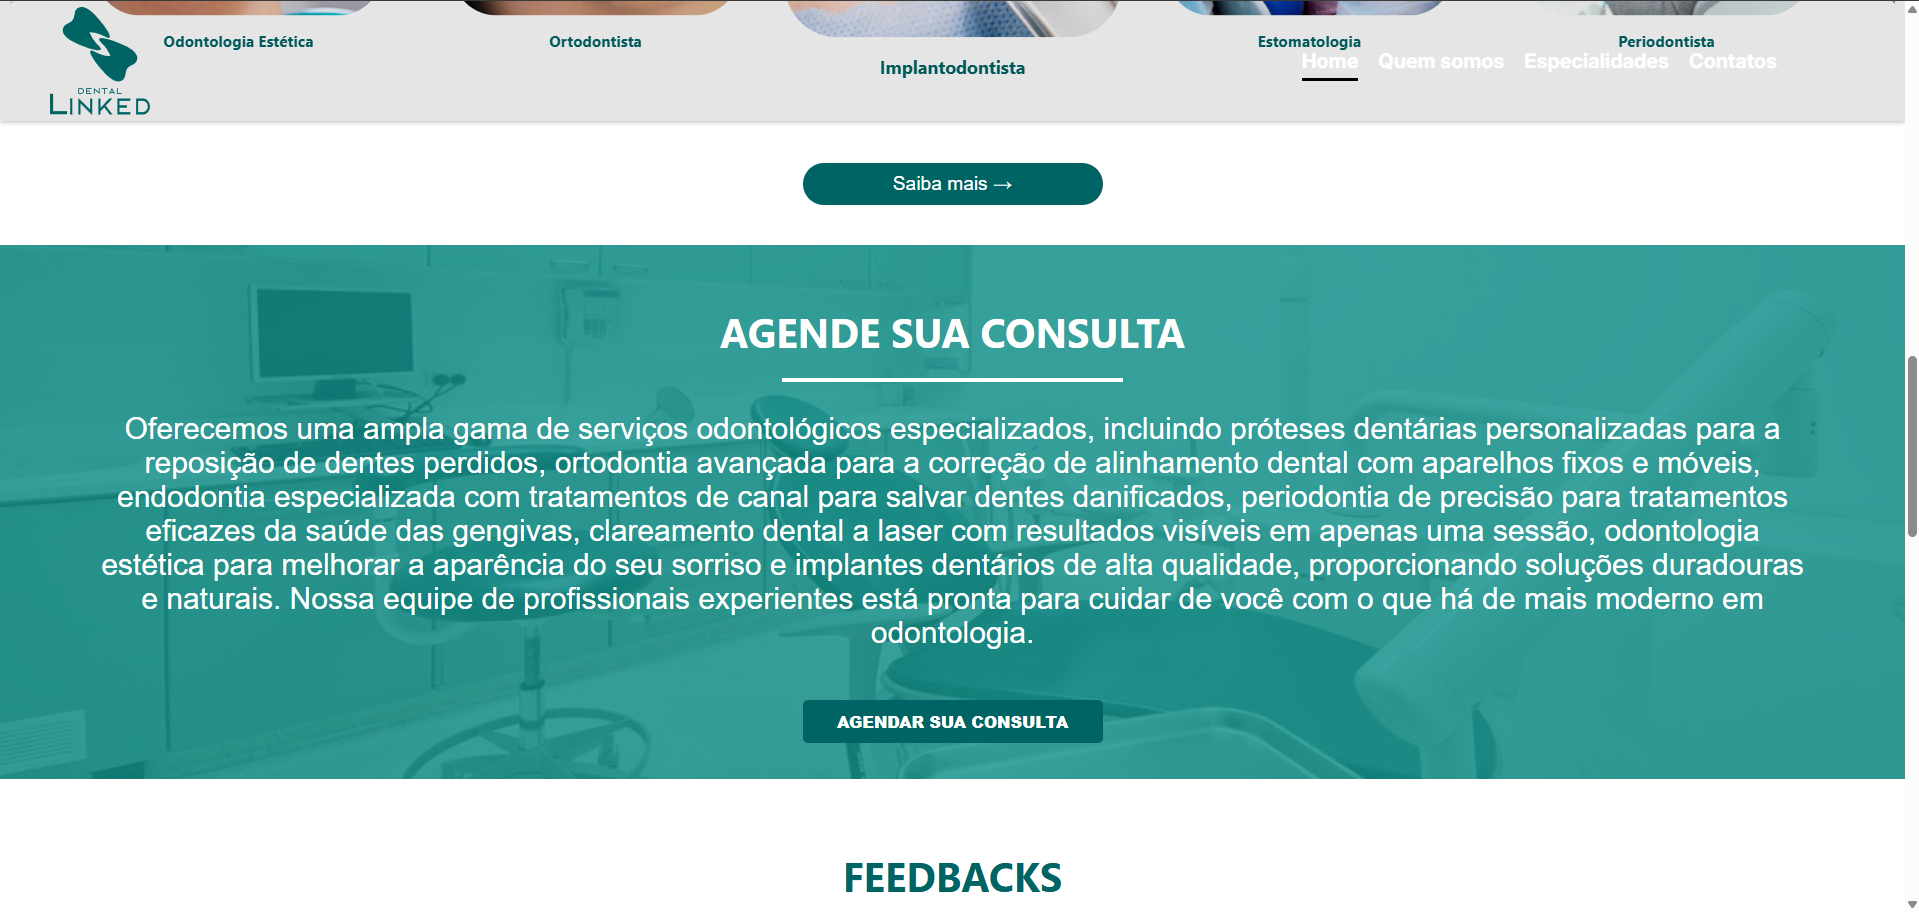 Odontologia Estética
Ortodontista
Implantodontista
Estomatologia
Periodontista
DENTAL
LINKED
Home
Quem somos
Especialidades
Contatos
Saiba mais →
AGENDE SUA CONSULTA
Oferecemos uma ampla gama de serviços odontológicos especializados, incluindo próteses dentárias personalizadas para a
reposição de dentes perdidos, ortodontia avançada para a correção de alinhamento dental com aparelhos fixos e móveis,
endodontia especializada com tratamentos de canal para salvar dentes danificados, periodontia de precisão para tratamentos
eficazes da saúde das gengivas, clareamento dental a laser com resultados visíveis em apenas uma sessão, odontologia
estética para melhorar a aparência do seu sorriso e implantes dentários de alta qualidade, proporcionando soluções duradouras
e naturais. Nossa equipe de profissionais experientes está pronta para cuidar de você com o que há de mais moderno em
odontologia.
AGENDAR SUA CONSULTA
FEEDBACKS